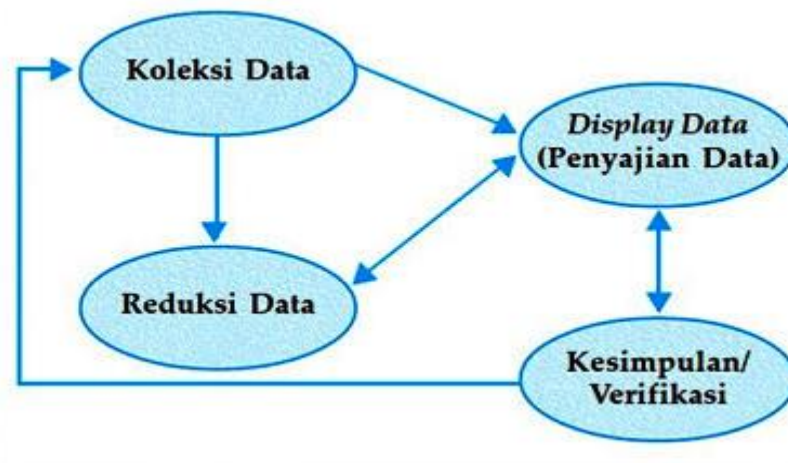 Koleksi Data
Display Data
(Penyajian Data)
Reduksi Data
Kesimpulan/
Verifikasi